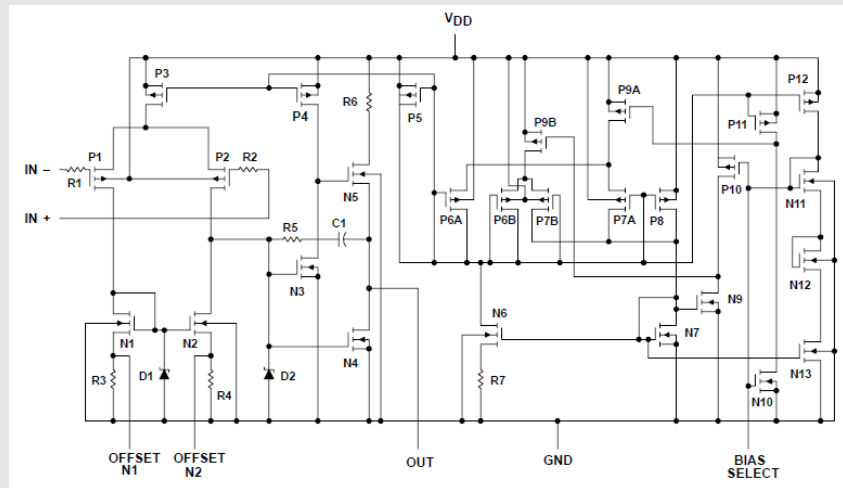 VDD
P3
P12
P9A
P4
R6
P5
P11
P9B
P1
P2
R2
IN –
R1
N5
P10
N11
IN +
P6A
P6B
P7B
P7A
P8
R5
C1
N12
N3
N9
N6
N7
N1
N2
N4
N13
R3
D1
R4
D2
R7
N10
OFFSET
N1
OFFSET
N2
OUT
GND
BIAS
SELECT